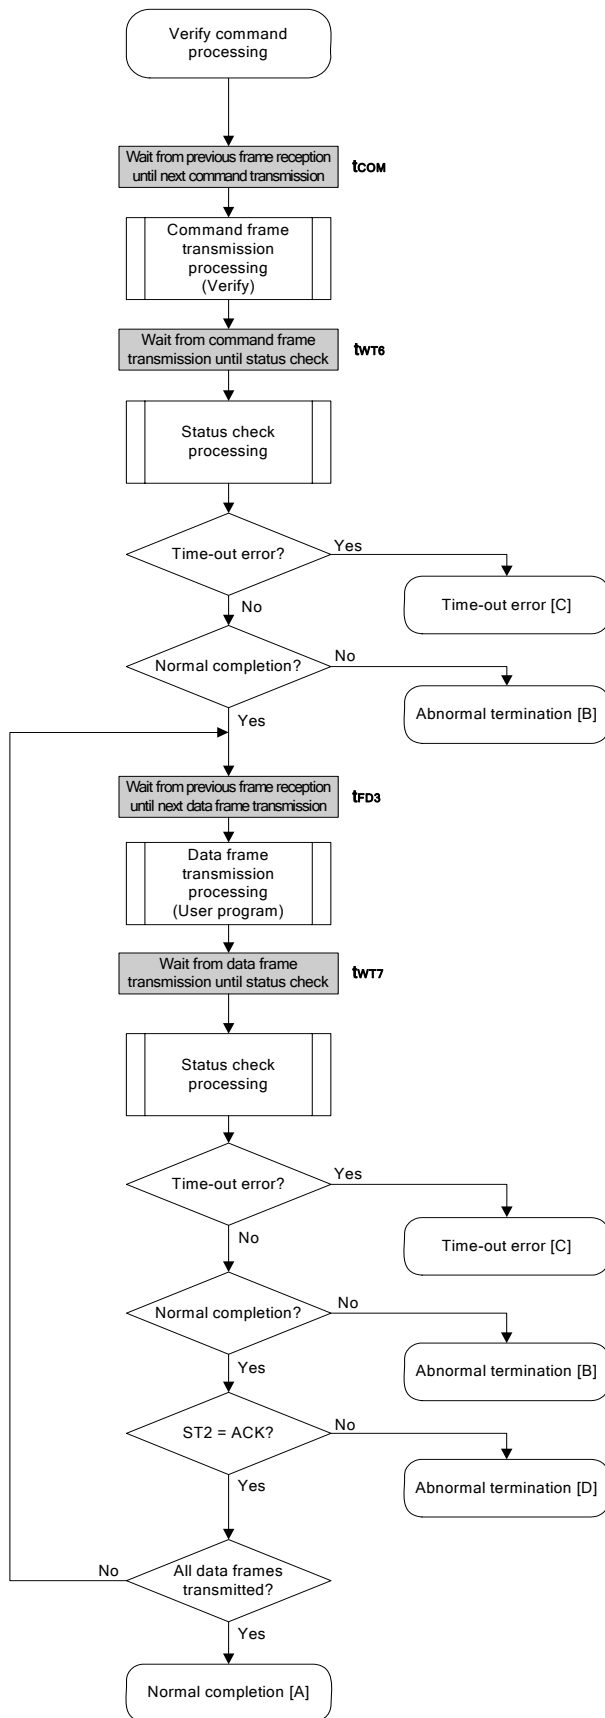 Verify command
processing
Wait from previous frame reception
until next command transmission
tCOM
Command frame
transmission
processing
(Verify)
Wait from command frame
transmission until status check
tWT6
Status check
processing
Time-out error?
Yes
Time-out error [C]
No
Normal completion?
No
Abnormal termination [B]
Yes
Wait from previous frame reception
until next data frame transmission
tFD3
Data frame
transmission
processing
(User program)
Wait from data frame
transmission until status check
tWT7
Status check
processing
Time-out error?
Yes
Time-out error [C]
No
Normal completion?
No
Abnormal termination [B]
Yes
ST2 = ACK?
No
Abnormal termination [D]
Yes
No
All data frames
transmitted?
Yes
Normal completion [A]